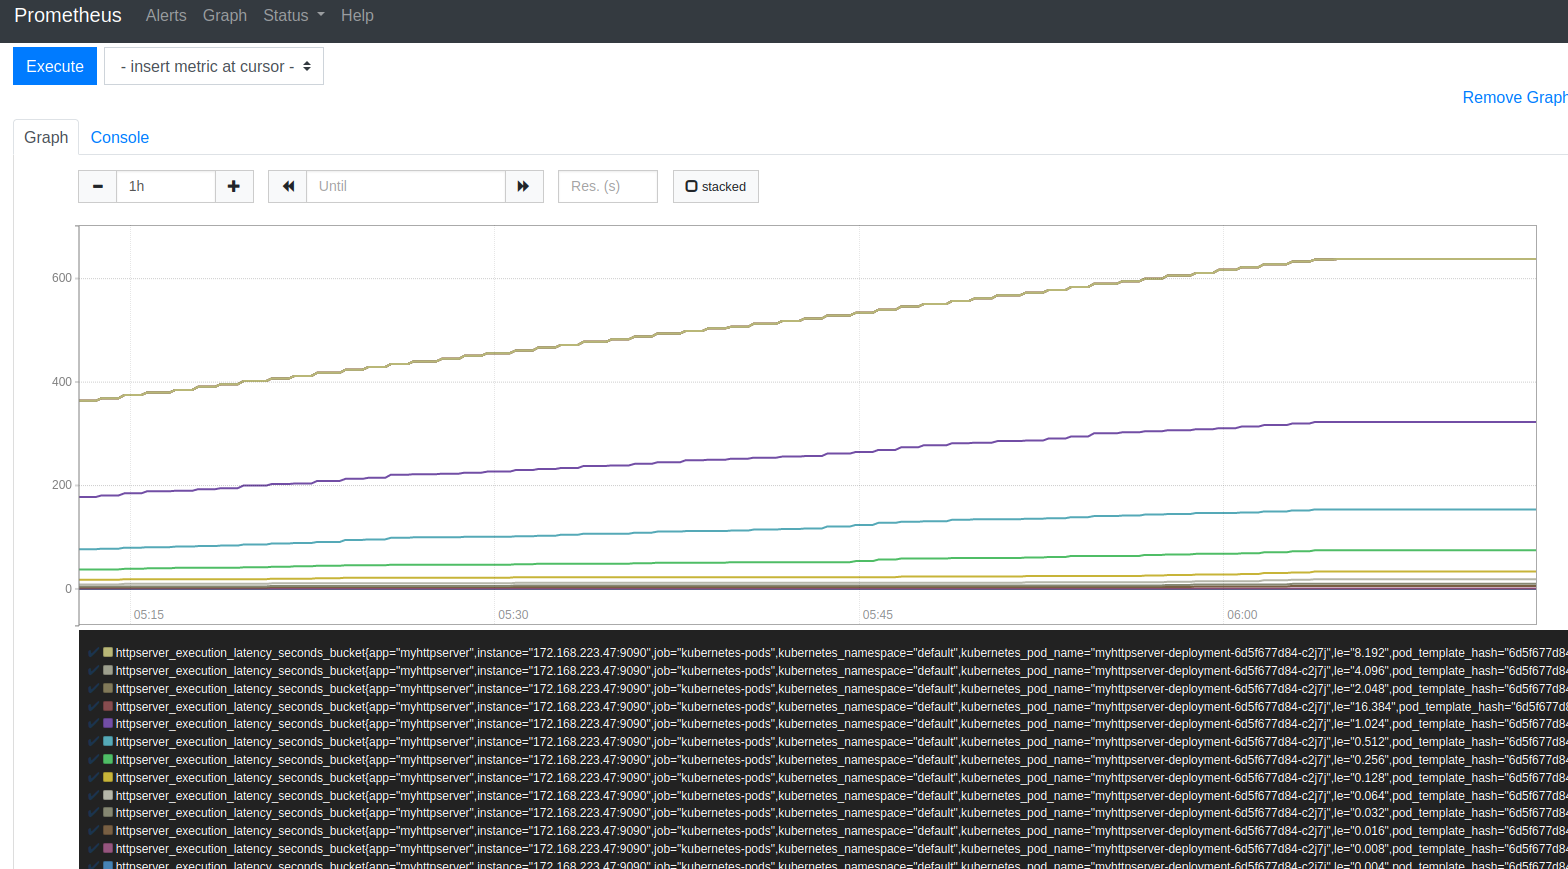 Prometheus Alerts Graph Status Help
Execute - insert metric at cursor -
Remove Graph
Graph Console
1h Until Res. (s) stacked
600
400
200
0
05:15 05:30 05:45 06:00
httpserver_execution_latency_seconds_bucket{app="myhttpserver",instance="172.168.223.47:9090",job="kubernetes-pods",kubernetes_namespace="default",kubernetes_pod_name="myhttpserver-deployment-6d5f677d84-c2j7j",le="8.192",pod_template_hash="6d5f677d84
httpserver_execution_latency_seconds_bucket{app="myhttpserver",instance="172.168.223.47:9090",job="kubernetes-pods",kubernetes_namespace="default",kubernetes_pod_name="myhttpserver-deployment-6d5f677d84-c2j7j",le="4.096",pod_template_hash="6d5f677d84
httpserver_execution_latency_seconds_bucket{app="myhttpserver",instance="172.168.223.47:9090",job="kubernetes-pods",kubernetes_namespace="default",kubernetes_pod_name="myhttpserver-deployment-6d5f677d84-c2j7j",le="2.048",pod_template_hash="6d5f677d84
httpserver_execution_latency_seconds_bucket{app="myhttpserver",instance="172.168.223.47:9090",job="kubernetes-pods",kubernetes_namespace="default",kubernetes_pod_name="myhttpserver-deployment-6d5f677d84-c2j7j",le="16.384",pod_template_hash="6d5f677d8
httpserver_execution_latency_seconds_bucket{app="myhttpserver",instance="172.168.223.47:9090",job="kubernetes-pods",kubernetes_namespace="default",kubernetes_pod_name="myhttpserver-deployment-6d5f677d84-c2j7j",le="1.024",pod_template_hash="6d5f677d84
httpserver_execution_latency_seconds_bucket{app="myhttpserver",instance="172.168.223.47:9090",job="kubernetes-pods",kubernetes_namespace="default",kubernetes_pod_name="myhttpserver-deployment-6d5f677d84-c2j7j",le="0.512",pod_template_hash="6d5f677d84
httpserver_execution_latency_seconds_bucket{app="myhttpserver",instance="172.168.223.47:9090",job="kubernetes-pods",kubernetes_namespace="default",kubernetes_pod_name="myhttpserver-deployment-6d5f677d84-c2j7j",le="0.256",pod_template_hash="6d5f677d84
httpserver_execution_latency_seconds_bucket{app="myhttpserver",instance="172.168.223.47:9090",job="kubernetes-pods",kubernetes_namespace="default",kubernetes_pod_name="myhttpserver-deployment-6d5f677d84-c2j7j",le="0.128",pod_template_hash="6d5f677d84
httpserver_execution_latency_seconds_bucket{app="myhttpserver",instance="172.168.223.47:9090",job="kubernetes-pods",kubernetes_namespace="default",kubernetes_pod_name="myhttpserver-deployment-6d5f677d84-c2j7j",le="0.064",pod_template_hash="6d5f677d84
httpserver_execution_latency_seconds_bucket{app="myhttpserver",instance="172.168.223.47:9090",job="kubernetes-pods",kubernetes_namespace="default",kubernetes_pod_name="myhttpserver-deployment-6d5f677d84-c2j7j",le="0.032",pod_template_hash="6d5f677d84
httpserver_execution_latency_seconds_bucket{app="myhttpserver",instance="172.168.223.47:9090",job="kubernetes-pods",kubernetes_namespace="default",kubernetes_pod_name="myhttpserver-deployment-6d5f677d84-c2j7j",le="0.016",pod_template_hash="6d5f677d84
httpserver_execution_latency_seconds_bucket{app="myhttpserver",instance="172.168.223.47:9090",job="kubernetes-pods",kubernetes_namespace="default",kubernetes_pod_name="myhttpserver-deployment-6d5f677d84-c2j7j",le="0.008",pod_template_hash="6d5f677d84
httpserver_execution_latency_seconds_bucket{app="myhttpserver",instance="172.168.223.47:9090",job="kubernetes-pods",kubernetes_namespace="default",kubernetes_pod_name="myhttpserver-deployment-6d5f677d84-c2j7j",le="0.004",pod_template_hash="6d5f677d84